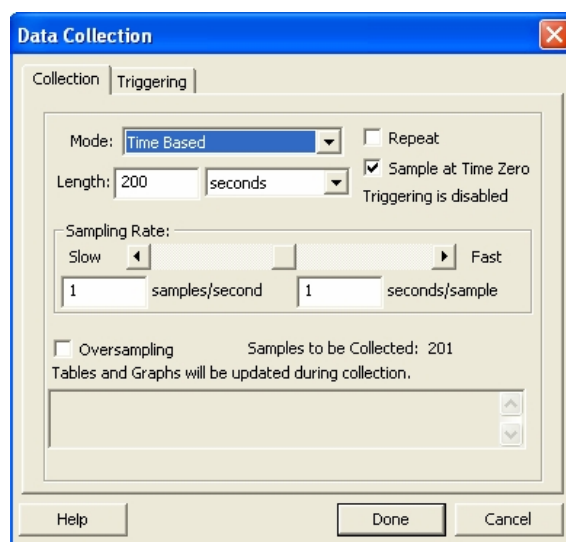 Data Collection
Collection Triggering
Mode: Time Based Repeat
Length: 200 seconds Sample at Time Zero
Triggering is disabled
Sampling Rate:
Slow Fast
1 samples/second 1 seconds/sample
Oversampling Samples to be Collected: 201
Tables and Graphs will be updated during collection.
Help Done Cancel